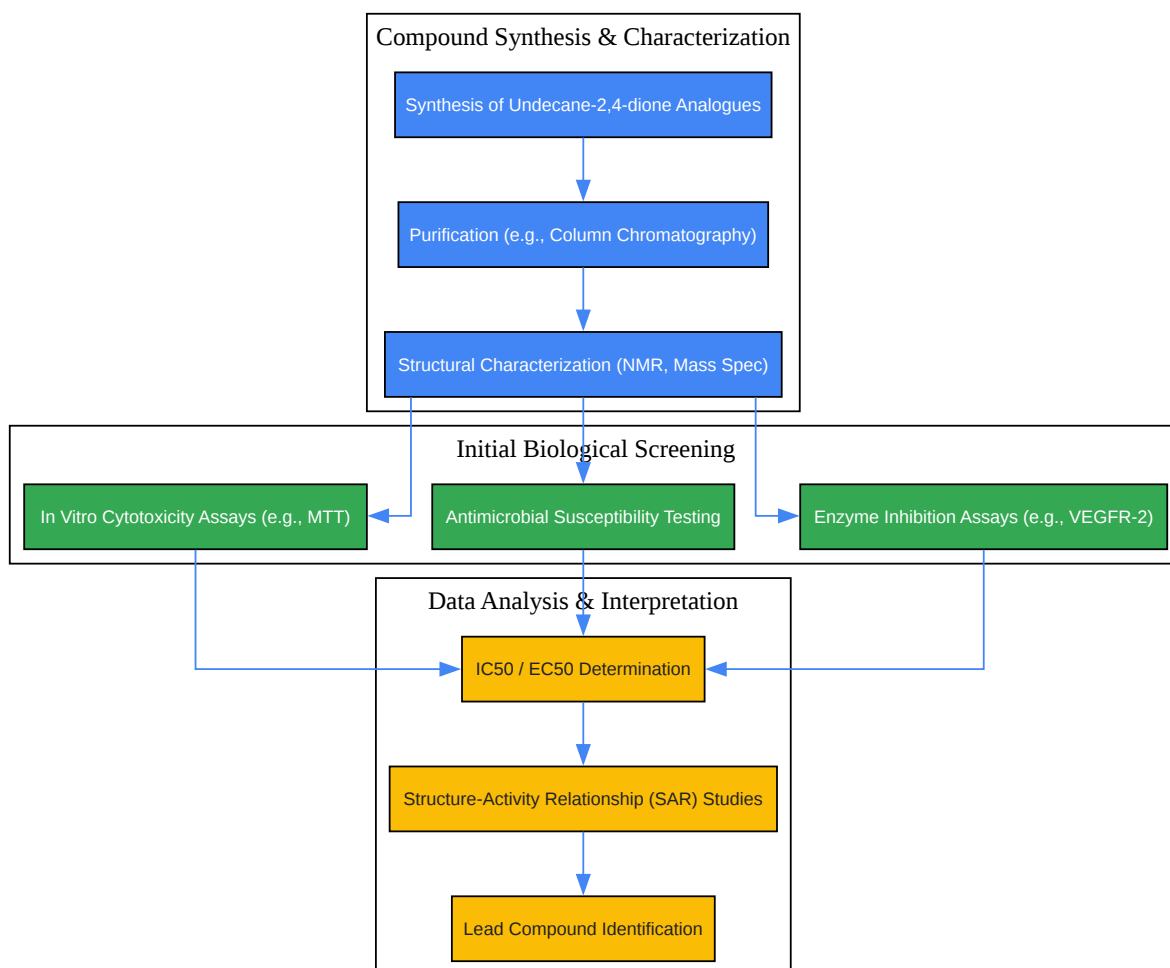 Compound Synthesis & Characterization
Synthesis of Undecane-2,4-dione Analogues
Purification (e.g., Column Chromatography)
Structural Characterization (NMR, Mass Spec)
Initial Biological Screening
In Vitro Cytotoxicity Assays (e.g., MTT)
Antimicrobial Susceptibility Testing
Enzyme Inhibition Assays (e.g., VEGFR-2)
Data Analysis & Interpretation
IC50 / EC50 Determination
Structure-Activity Relationship (SAR) Studies
Lead Compound Identification